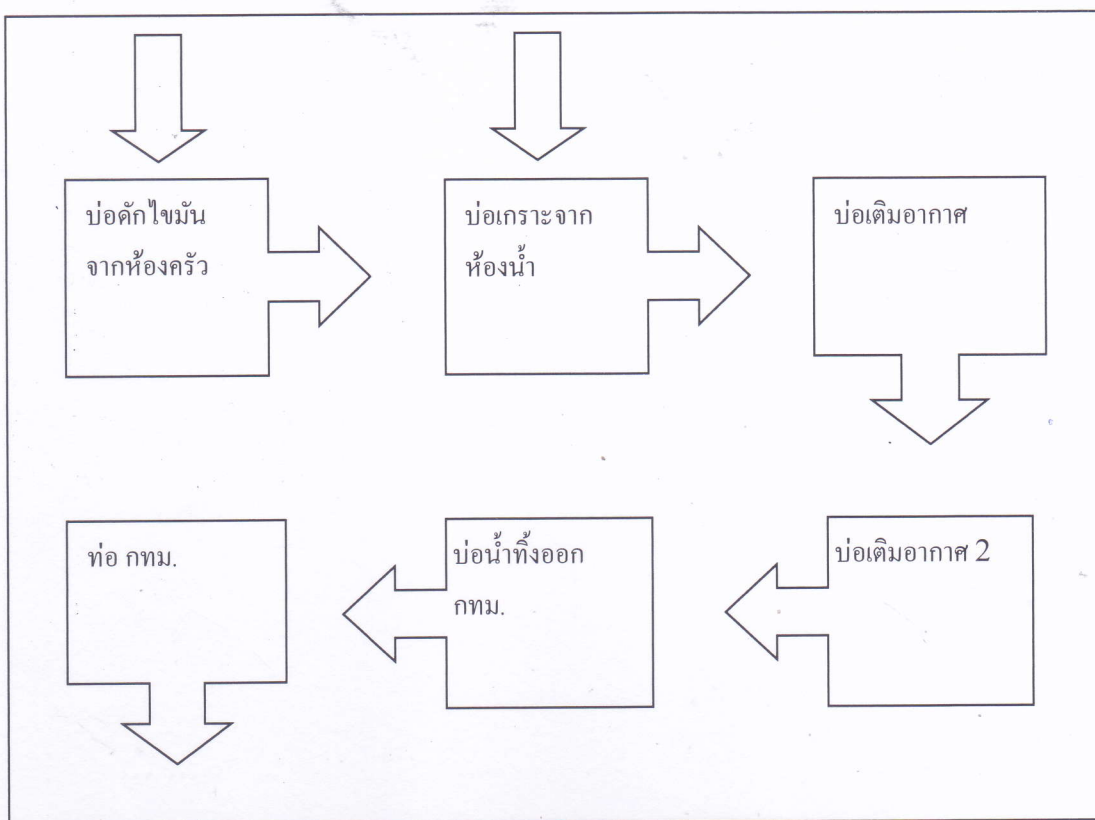 บ่อดักไขมัน
จากห้องครัว
บ่อเกราะจาก
ห้องน้ำ
บ่อเติมอากาศ
ท่อ กทม.
บ่อน้ำทิ้งออก
กทม.
บ่อเติมอากาศ 2